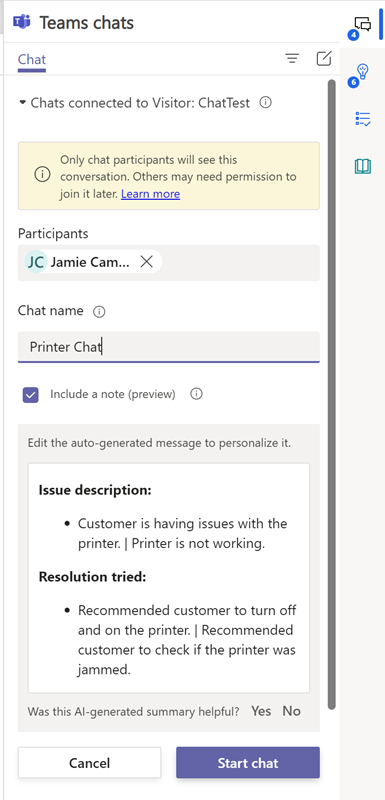 Teams chats
4
Chat
6
Chats connected to Visitor: ChatTest
Only chat participants will see this
conversation. Others may need permission to
join it later. Learn more
Participants
JC Jamie Cam...
Chat name
Printer Chat
Include a note (preview)
Edit the auto-generated message to personalize it.
Issue description:
• Customer is having issues with the
printer. | Printer is not working.
Resolution tried:
• Recommended customer to turn off
and on the printer. | Recommended
customer to check if the printer was
jammed.
Was this AI-generated summary helpful? Yes No
Cancel Start chat